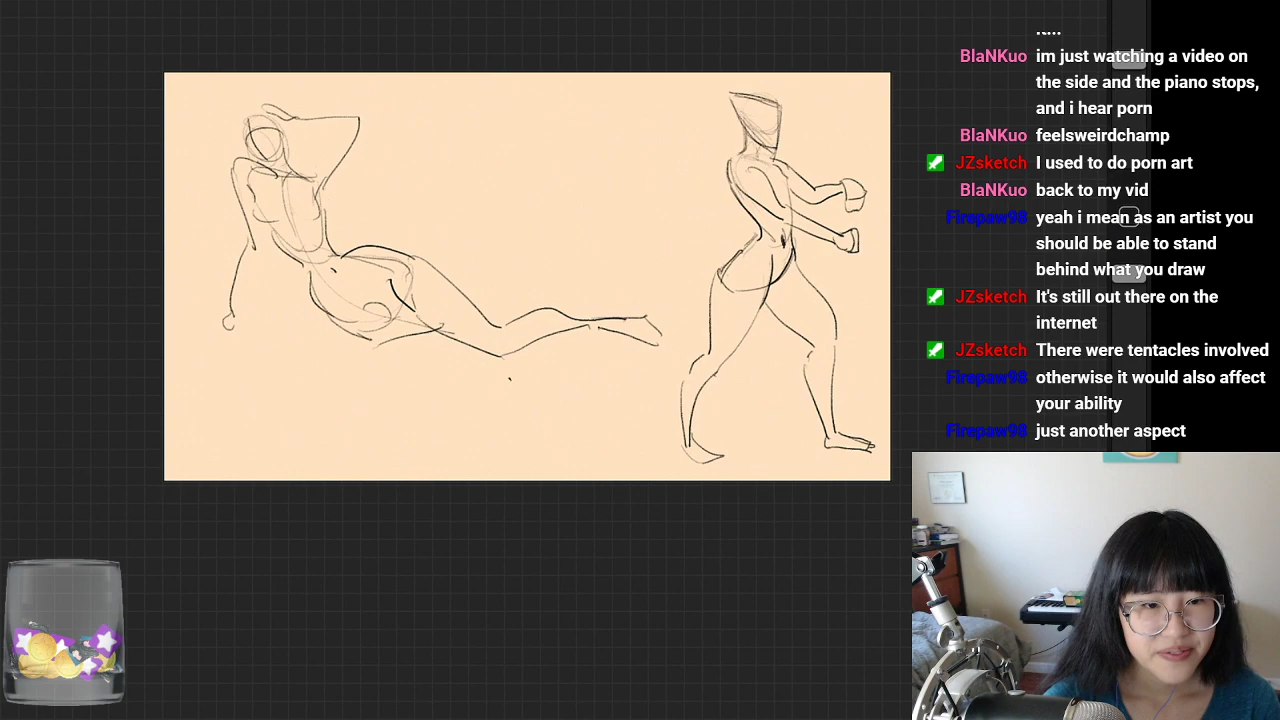 BlaNKuo im just watching a video on
the side and the piano stops,
and i hear porn
BlaNKuo feelsweirdchamp
JZsketch I used to do porn art
BlaNKuo back to my vid
Firepaw98 yeah i mean as an artist you
should be able to stand
behind what you draw
JZsketch It's still out there on the
internet
JZsketch There were tentacles involved
Firepaw98 otherwise it would also affect
your ability
Firepaw98 just another aspect